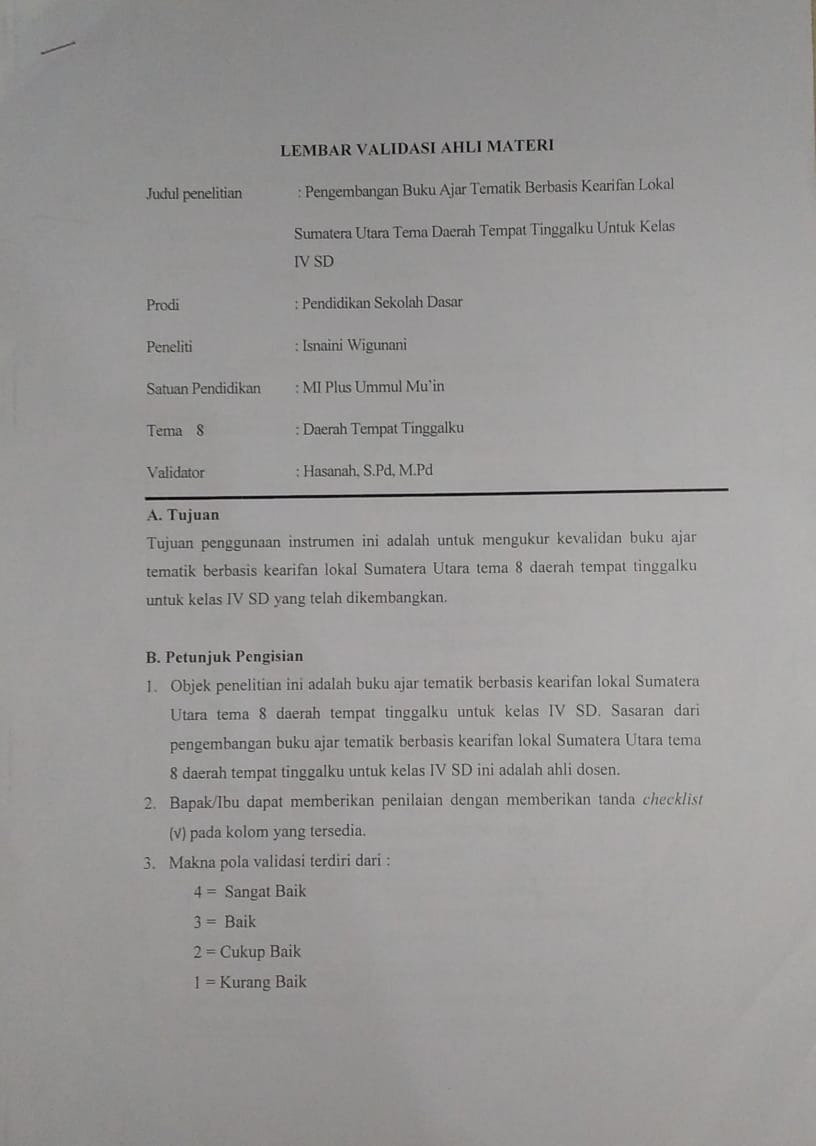 LEMBAR VALIDASI AHLI MATERI
Judul penelitian : Pengembangan Buku Ajar Tematik Berbasis Kearifan Lokal
Sumatera Utara Tema Daerah Tempat Tinggalku Untuk Kelas
IV SD
Prodi : Pendidikan Sekolah Dasar
Peneliti : Isnaini Wigunani
Satuan Pendidikan : MI Plus Ummul Mu`in
Tema 8 : Daerah Tempat Tinggalku
Validator : Hasanah, S.Pd, M.Pd
A. Tujuan
Tujuan penggunaan instrumen ini adalah untuk mengukur kevalidan buku ajar
tematik berbasis kearifan lokal Sumatera Utara tema 8 daerah tempat tinggalku
untuk kelas IV SD yang telah dikembangkan.
B. Petunjuk Pengisian
1. Objek penelitian ini adalah buku ajar tematik berbasis kearifan lokal Sumatera
Utara tema 8 daerah tempat tinggalku untuk kelas IV SD. Sasaran dari
pengembangan buku ajar tematik berbasis kearifan lokal Sumatera Utara tema
8 daerah tempat tinggalku untuk kelas IV SD ini adalah ahli dosen.
2. Bapak/Ibu dapat memberikan penilaian dengan memberikan tanda checklist
(√) pada kolom yang tersedia.
3. Makna pola validasi terdiri dari :
4 = Sangat Baik
3 = Baik
2 = Cukup Baik
1 = Kurang Baik